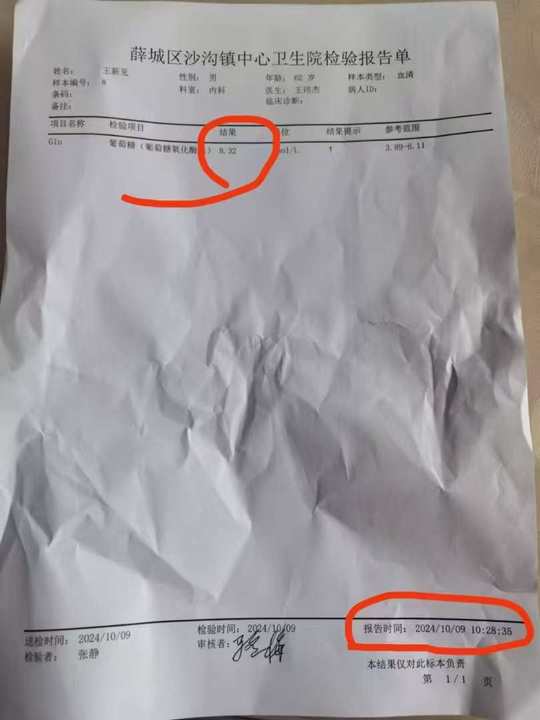 薛城区沙沟镇中心卫生院检验报告单
姓名： 王新见 性别： 男 年龄： 62 岁 样本类型： 血清
样本编号： 8 科室： 内科 医生： 王玮杰 病人ID：
条码： 临床诊断：
备注：
项目名称 检验项目 结果 位 结果提示 参考范围
Glu 葡萄糖（葡萄糖氧化酶 8.32 ol/L ↑ 3.89-6.11
送检时间： 2024/10/09 检验时间： 2024/10/09 报告时间： 2024/10/09 10:28:35
检验者： 张静 审核者：
本结果仅对此标本负责
第 1/1 页